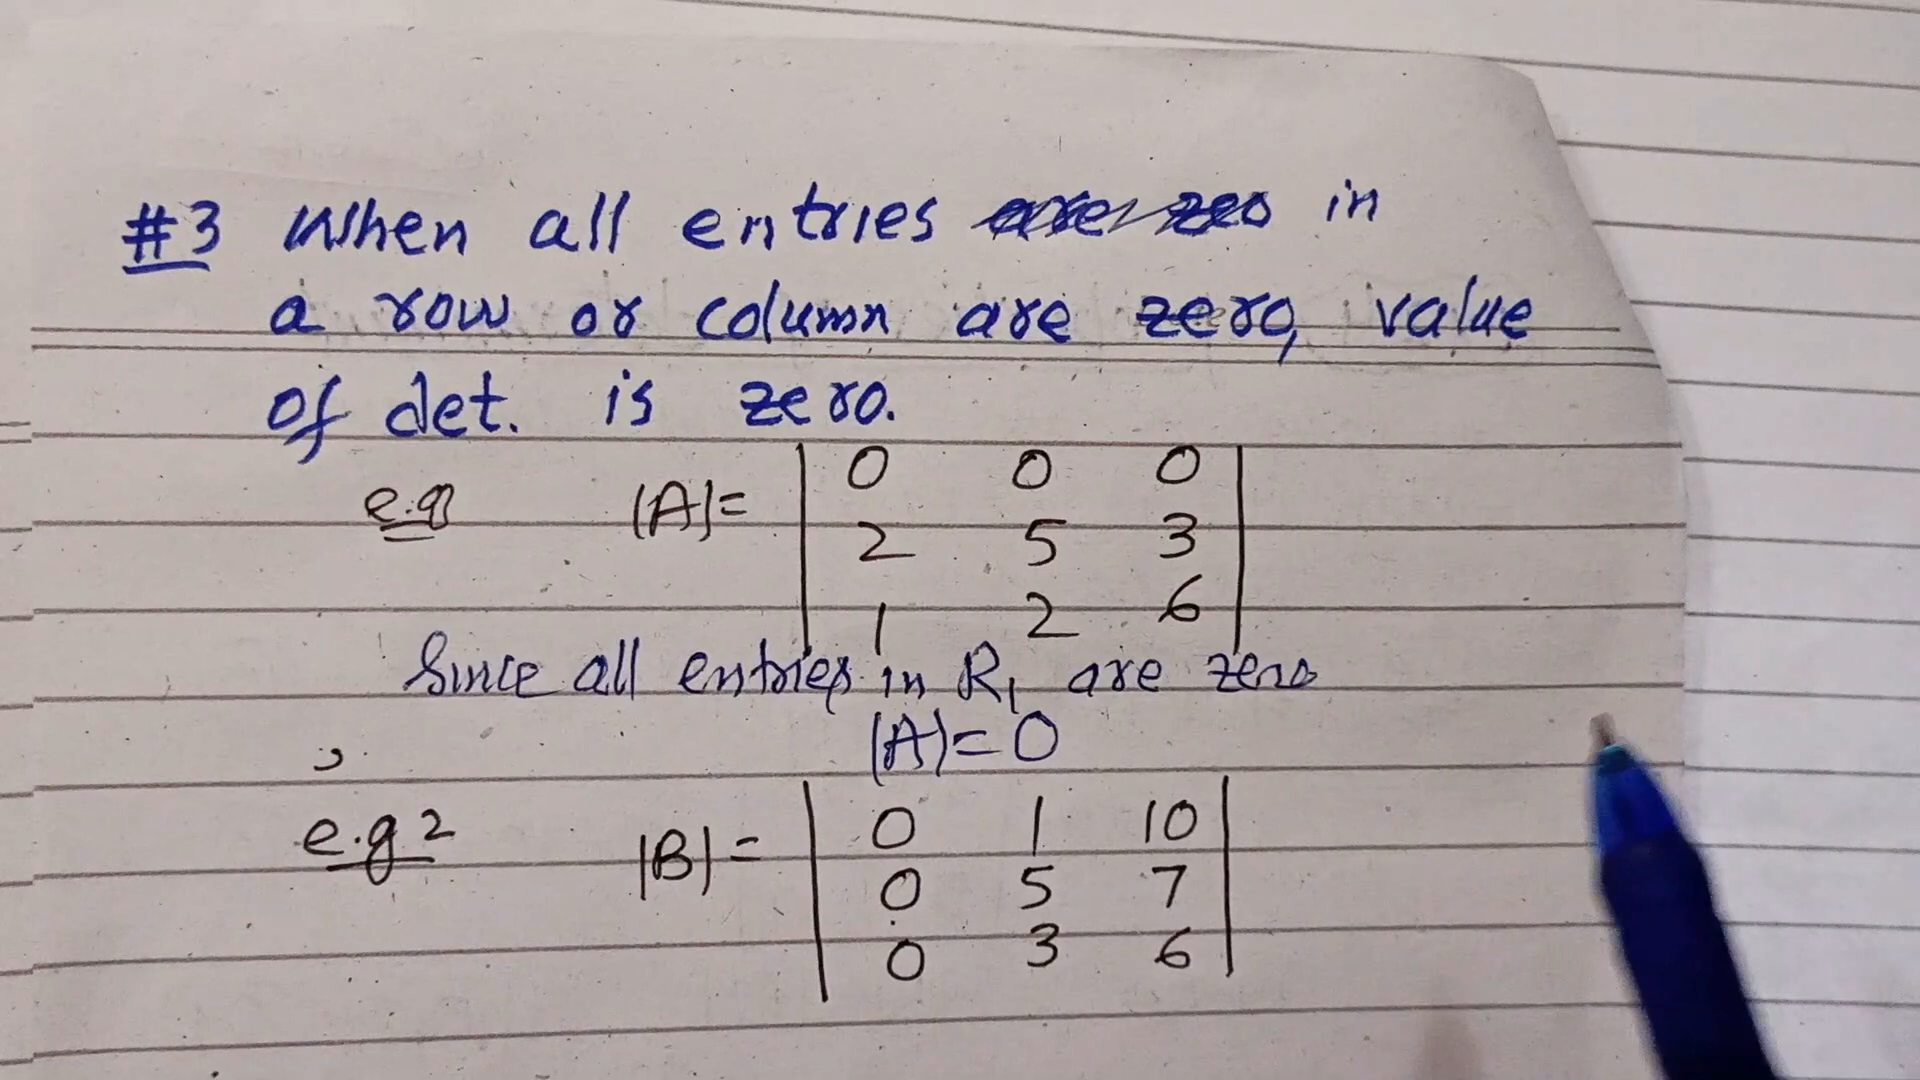 #3 When all entries in
a row or column are zero, value
of det. is zero.
e.g |A|= | 0 0 0 |
2 5 3
1 2 6
Since all entries in R₁ are zero
|A|=0
e.g 2 |B| = | 0 1 10 |
0 5 7
0 3 6